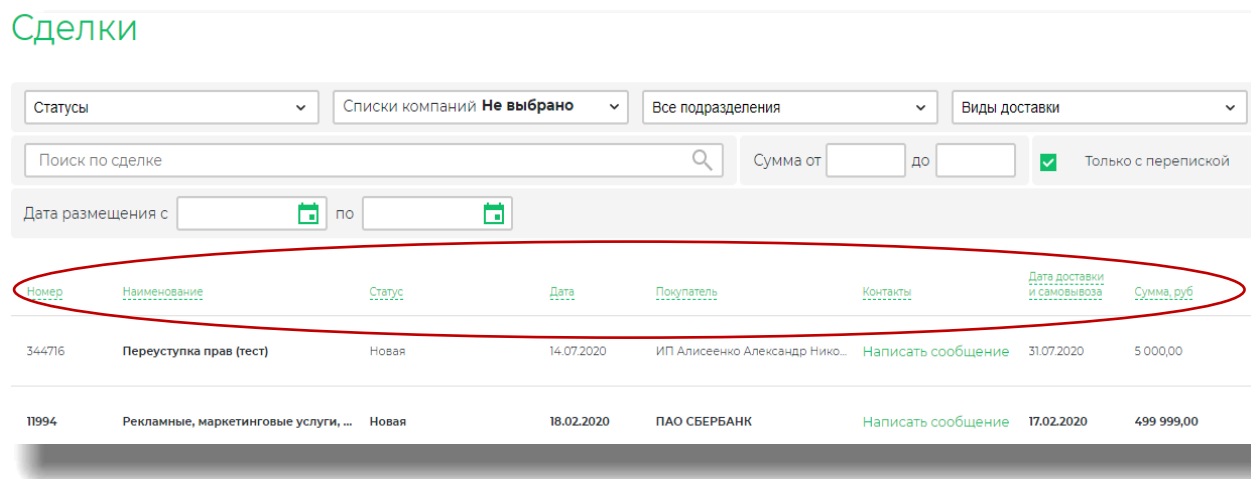 Сделки
Статусы Списки компаний Не выбрано Все подразделения Виды доставки
Поиск по сделке Сумма от до Только с перепиской
Дата размещения с по
Номер Наименование Статус Дата Покупатель Контакты Дата доставки и самовывоза Сумма, руб
344716 Переуступка прав (тест) Новая 14.07.2020 ИП Алисеенко Александр Нико... Написать сообщение 31.07.2020 5 000,00
11994 Рекламные, маркетинговые услуги, ... Новая 18.02.2020 ПАО СБЕРБАНК Написать сообщение 17.02.2020 499 999,00